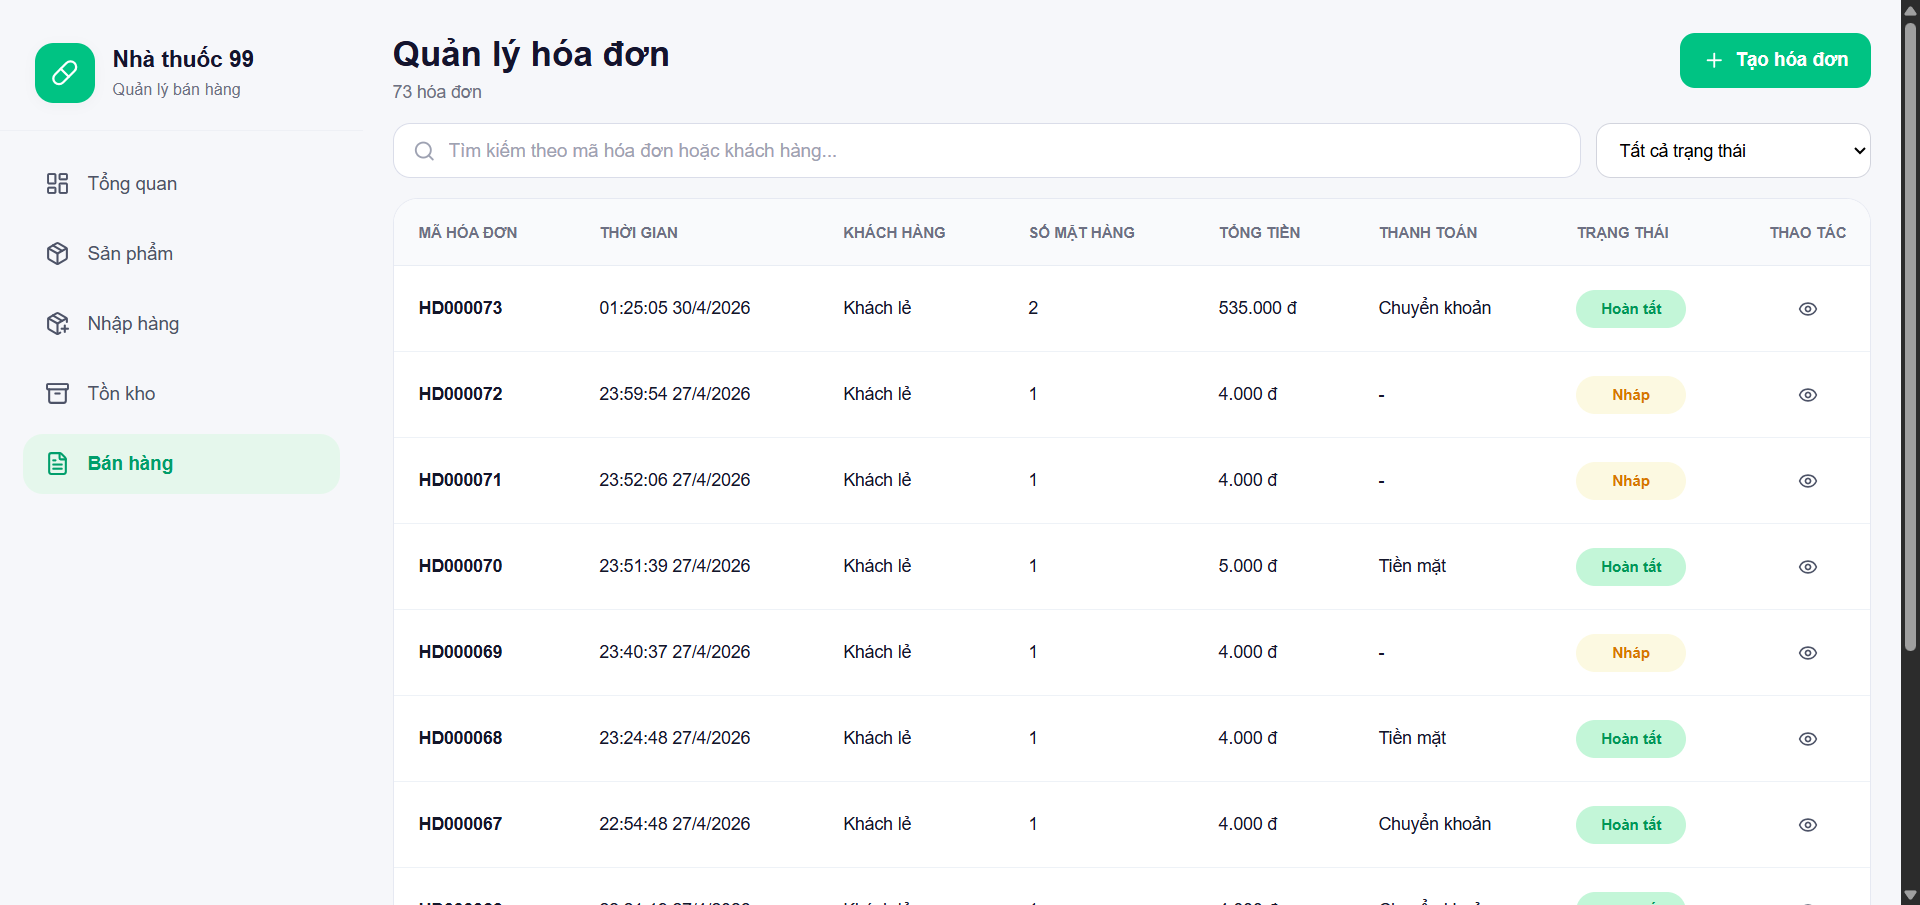 Nhà thuốc 99
Quản lý bán hàng
Tổng quan
Sản phẩm
Nhập hàng
Tồn kho
Bán hàng
Quản lý hóa đơn
73 hóa đơn
Tạo hóa đơn
Tìm kiếm theo mã hóa đơn hoặc khách hàng...
Tất cả trạng thái
MÃ HÓA ĐƠN THỜI GIAN KHÁCH HÀNG SỐ MẶT HÀNG TỔNG TIỀN THANH TOÁN TRẠNG THÁI THAO TÁC
HD000073 01:25:05 30/4/2026 Khách lẻ 2 535.000 đ Chuyển khoản Hoàn tất
HD000072 23:59:54 27/4/2026 Khách lẻ 1 4.000 đ - Nháp
HD000071 23:52:06 27/4/2026 Khách lẻ 1 4.000 đ - Nháp
HD000070 23:51:39 27/4/2026 Khách lẻ 1 5.000 đ Tiền mặt Hoàn tất
HD000069 23:40:37 27/4/2026 Khách lẻ 1 4.000 đ - Nháp
HD000068 23:24:48 27/4/2026 Khách lẻ 1 4.000 đ Tiền mặt Hoàn tất
HD000067 22:54:48 27/4/2026 Khách lẻ 1 4.000 đ Chuyển khoản Hoàn tất